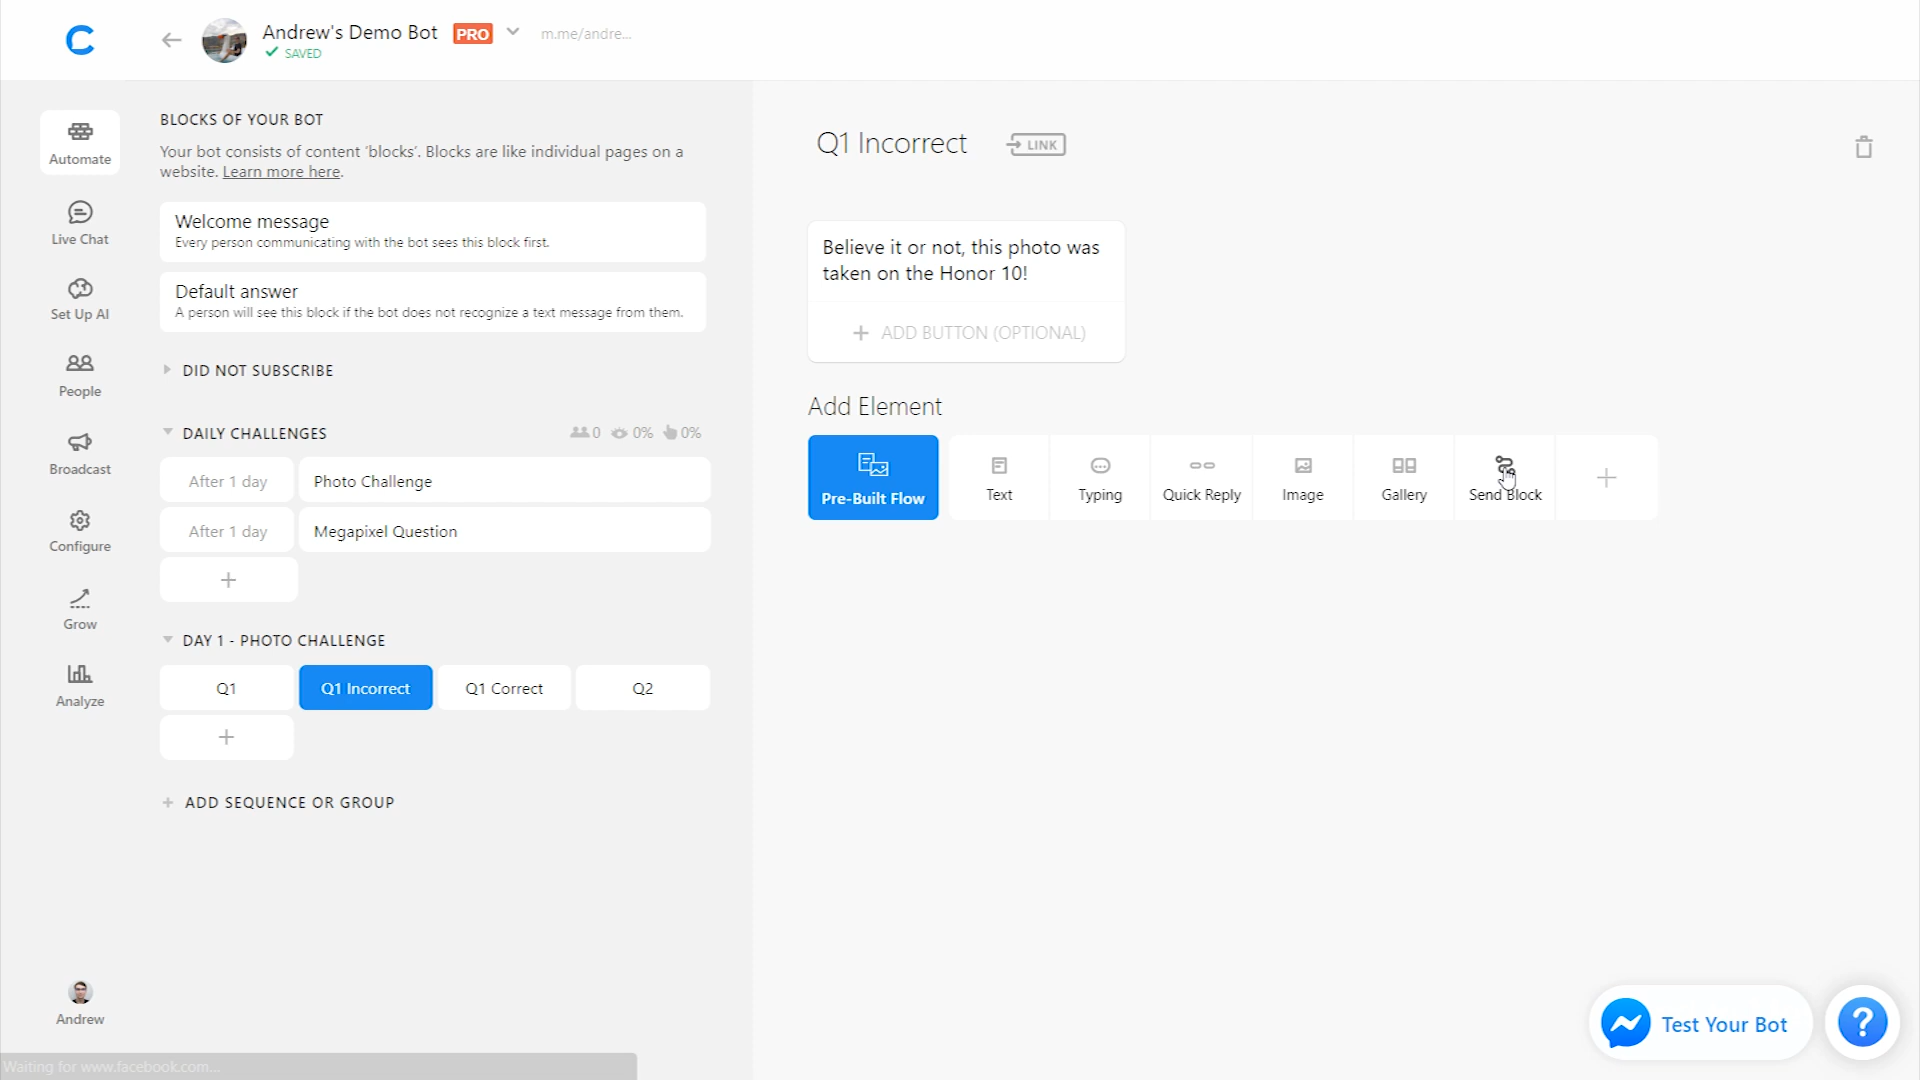 Andrew's Demo Bot PRO m.me/andre...
SAVED
Automate
Live Chat
Set Up AI
People
Broadcast
Configure
Grow
Analyze
Andrew
BLOCKS OF YOUR BOT
Your bot consists of content 'blocks'. Blocks are like individual pages on a
website. Learn more here.
Welcome message
Every person communicating with the bot sees this block first.
Default answer
A person will see this block if the bot does not recognize a text message from them.
DID NOT SUBSCRIBE
DAILY CHALLENGES 0 0% 0%
After 1 day Photo Challenge
After 1 day Megapixel Question
DAY 1 - PHOTO CHALLENGE
Q1 Q1 Incorrect Q1 Correct Q2
ADD SEQUENCE OR GROUP
Q1 Incorrect LINK
Believe it or not, this photo was
taken on the Honor 10!
ADD BUTTON (OPTIONAL)
Add Element
Pre-Built Flow Text Typing Quick Reply Image Gallery Send Block
Test Your Bot ?
Waiting for www.facebook.com...